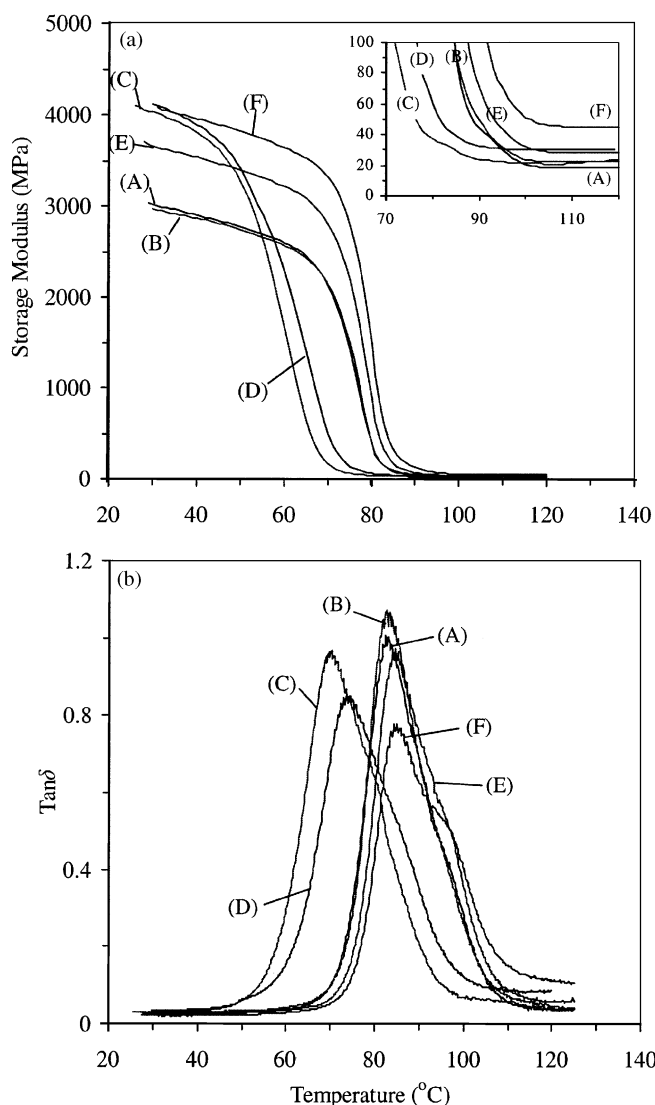 (a)
5000
4000
3000
2000
1000
0
Storage Modulus (MPa)
(C)
(E)
(A)
(B)
(F)
(D)
100
80
60
40
20
0
(D)
(B)
(C)
(E)
(F)
(A)
70 90 110
20 40 60 80 100 120 140
(b)
1.2
0.8
0.4
0
Tanδ
(B)
(A)
(C)
(F)
(E)
(D)
20 40 60 80 100 120 140
Temperature (°C)